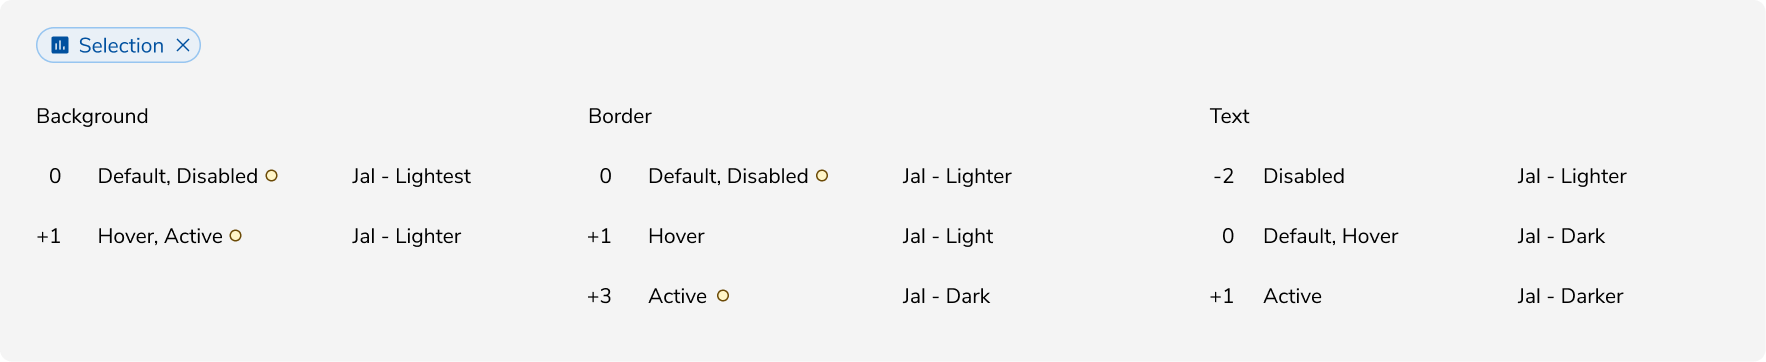 Selection
Background Border Text
0 Default, Disabled Jal - Lightest 0 Default, Disabled Jal - Lighter -2 Disabled Jal - Lighter
+1 Hover, Active Jal - Lighter +1 Hover Jal - Light 0 Default, Hover Jal - Dark
+3 Active Jal - Dark +1 Active Jal - Darker